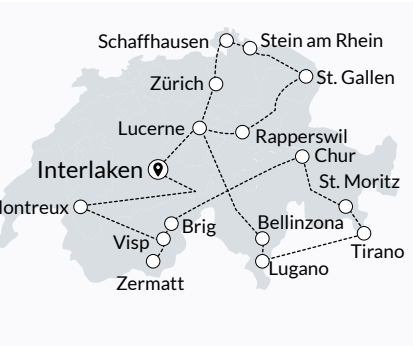 Schaffhausen
Stein am Rhein
Zürich
St. Gallen
Lucerne
Rapperswil
Chur
Interlaken
St. Moritz
ontreux
Brig
Bellinzona
Visp
Tirano
Lugano
Zermatt